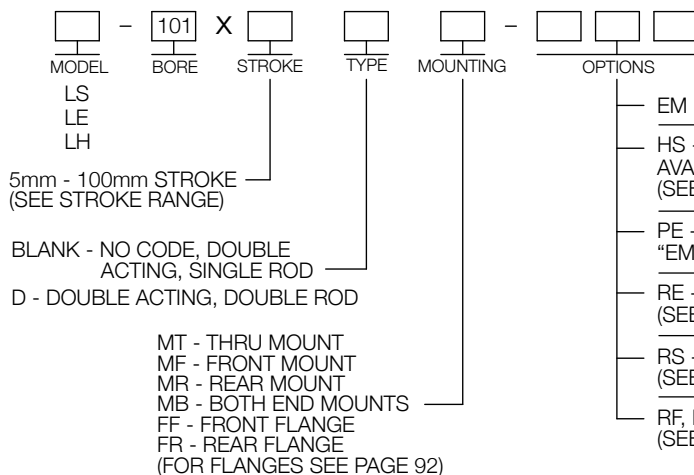 – 101 X –
MODEL BORE STROKE TYPE MOUNTING OPTIONS
LS
LE
LH
5mm - 100mm STROKE
(SEE STROKE RANGE)
BLANK - NO CODE, DOUBLE
ACTING, SINGLE ROD
D - DOUBLE ACTING, DOUBLE ROD
MT - THRU MOUNT
MF - FRONT MOUNT
MR - REAR MOUNT
MB - BOTH END MOUNTS
FF - FRONT FLANGE
FR - REAR FLANGE
(FOR FLANGES SEE PAGE 92)
EM
HS -
PE -
"EM
RE -
RS -
RF,